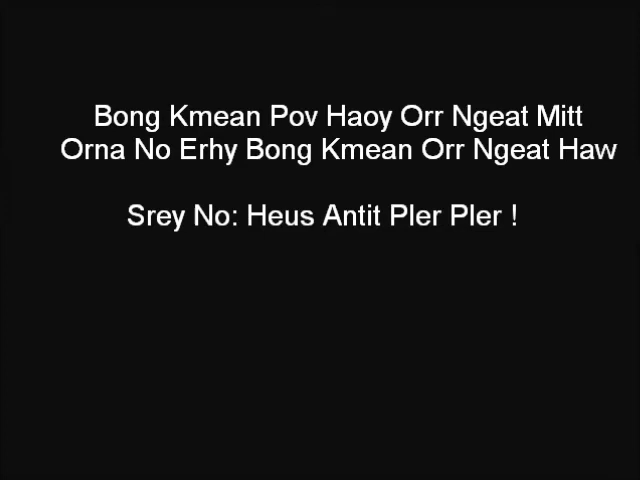 Bong Kmean Pov Haoy Orr Ngeat Mitt
Orna No Erhy Bong Kmean Orr Ngeat Haw
Srey No: Heus Antit Pler Pler !